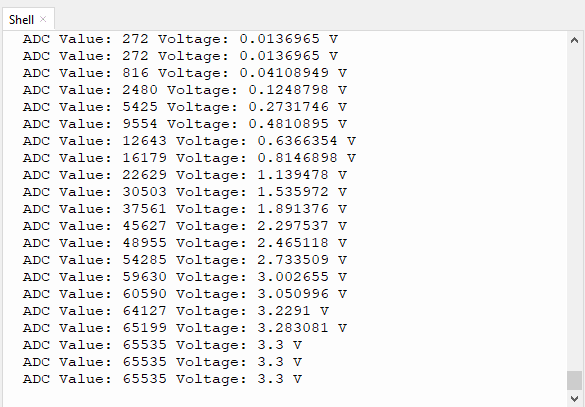 Shell ×
ADC Value: 272 Voltage: 0.0136965 V
ADC Value: 272 Voltage: 0.0136965 V
ADC Value: 816 Voltage: 0.04108949 V
ADC Value: 2480 Voltage: 0.1248798 V
ADC Value: 5425 Voltage: 0.2731746 V
ADC Value: 9554 Voltage: 0.4810895 V
ADC Value: 12643 Voltage: 0.6366354 V
ADC Value: 16179 Voltage: 0.8146898 V
ADC Value: 22629 Voltage: 1.139478 V
ADC Value: 30503 Voltage: 1.535972 V
ADC Value: 37561 Voltage: 1.891376 V
ADC Value: 45627 Voltage: 2.297537 V
ADC Value: 48955 Voltage: 2.465118 V
ADC Value: 54285 Voltage: 2.733509 V
ADC Value: 59630 Voltage: 3.002655 V
ADC Value: 60590 Voltage: 3.050996 V
ADC Value: 64127 Voltage: 3.2291 V
ADC Value: 65199 Voltage: 3.283081 V
ADC Value: 65535 Voltage: 3.3 V
ADC Value: 65535 Voltage: 3.3 V
ADC Value: 65535 Voltage: 3.3 V